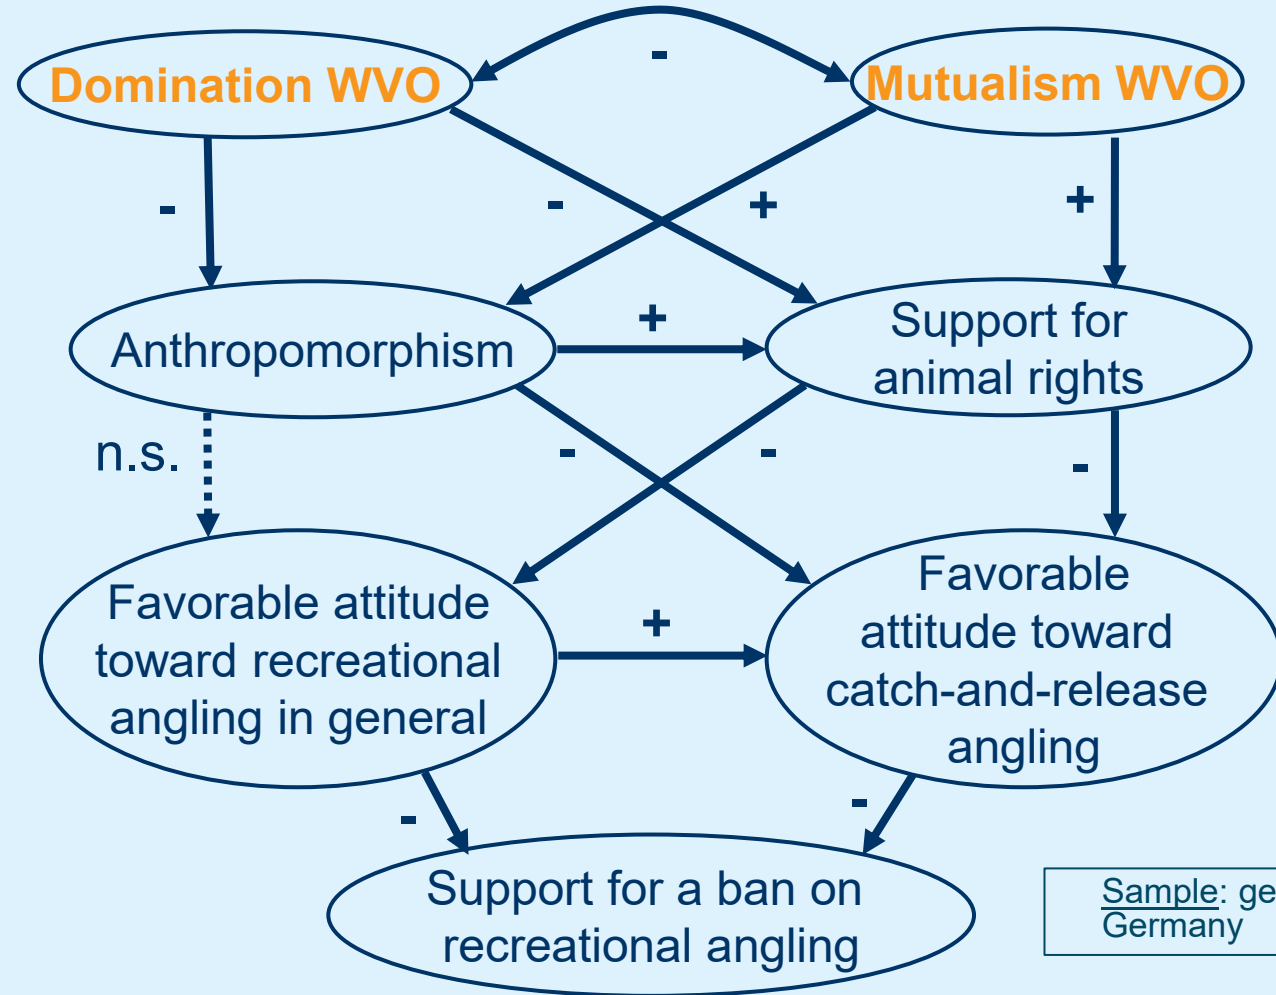 -
Domination WVO
Mutualism WVO
-
-
+
+
Anthropomorphism
+
Support for
animal rights
n.s.
-
-
-
Favorable attitude
toward recreational
angling in general
+
Favorable
attitude toward
catch-and-release
angling
-
-
Support for a ban on
recreational angling
Sample: ge
Germany